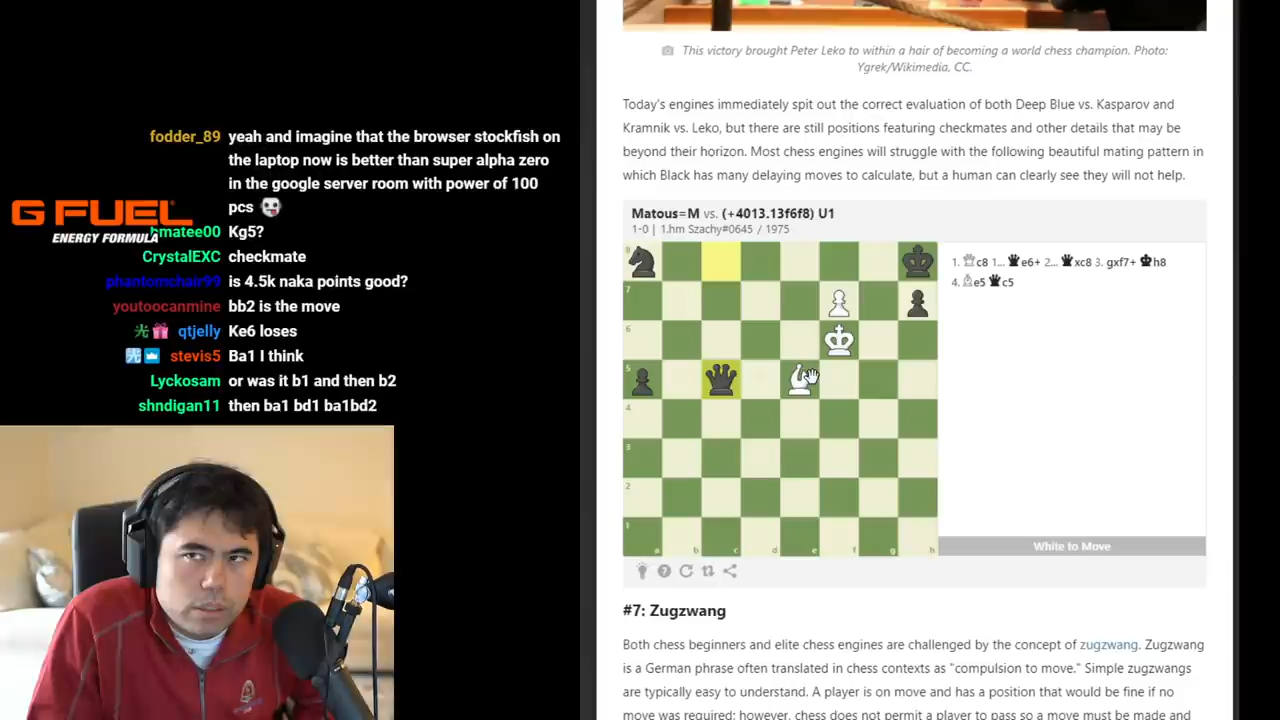 fodder_89 yeah and imagine that the browser stockfish on
the laptop now is better than super alpha zero
in the google server room with power of 100
pcs
G FUEL
ENERGY FORMULA
hmatee00 Kg5?
CrystalEXC checkmate
phantomchair99 is 4.5k naka points good?
youtoocanmine bb2 is the move
qtjelly Ke6 loses
stevis5 Ba1 I think
Lyckosam or was it b1 and then b2
shndigan11 then ba1 bd1 ba1bd2
This victory brought Peter Leko to within a hair of becoming a world chess champion. Photo:
Ygrek/Wikimedia, CC.
Today's engines immediately spit out the correct evaluation of both Deep Blue vs. Kasparov and
Kramnik vs. Leko, but there are still positions featuring checkmates and other details that may be
beyond their horizon. Most chess engines will struggle with the following beautiful mating pattern in
which Black has many delaying moves to calculate, but a human can clearly see they will not help.
Matous=M vs. (+4013.13f6f8) U1
1-0 | 1.hm Szachy#0645 / 1975
1. ♕c8 1... ♛e6+ 2... ♛xc8 3. gxf7+ ♚h8
4. ♗e5 ♛c5
8
7
6
5
4
3
2
1
a b c d e f g h
White to Move
#7: Zugzwang
Both chess beginners and elite chess engines are challenged by the concept of zugzwang. Zugzwang
is a German phrase often translated in chess contexts as "compulsion to move." Simple zugzwangs
are typically easy to understand. A player is on move and has a position that would be fine if no
move was required; however, chess does not permit a player to pass so a move must be made and